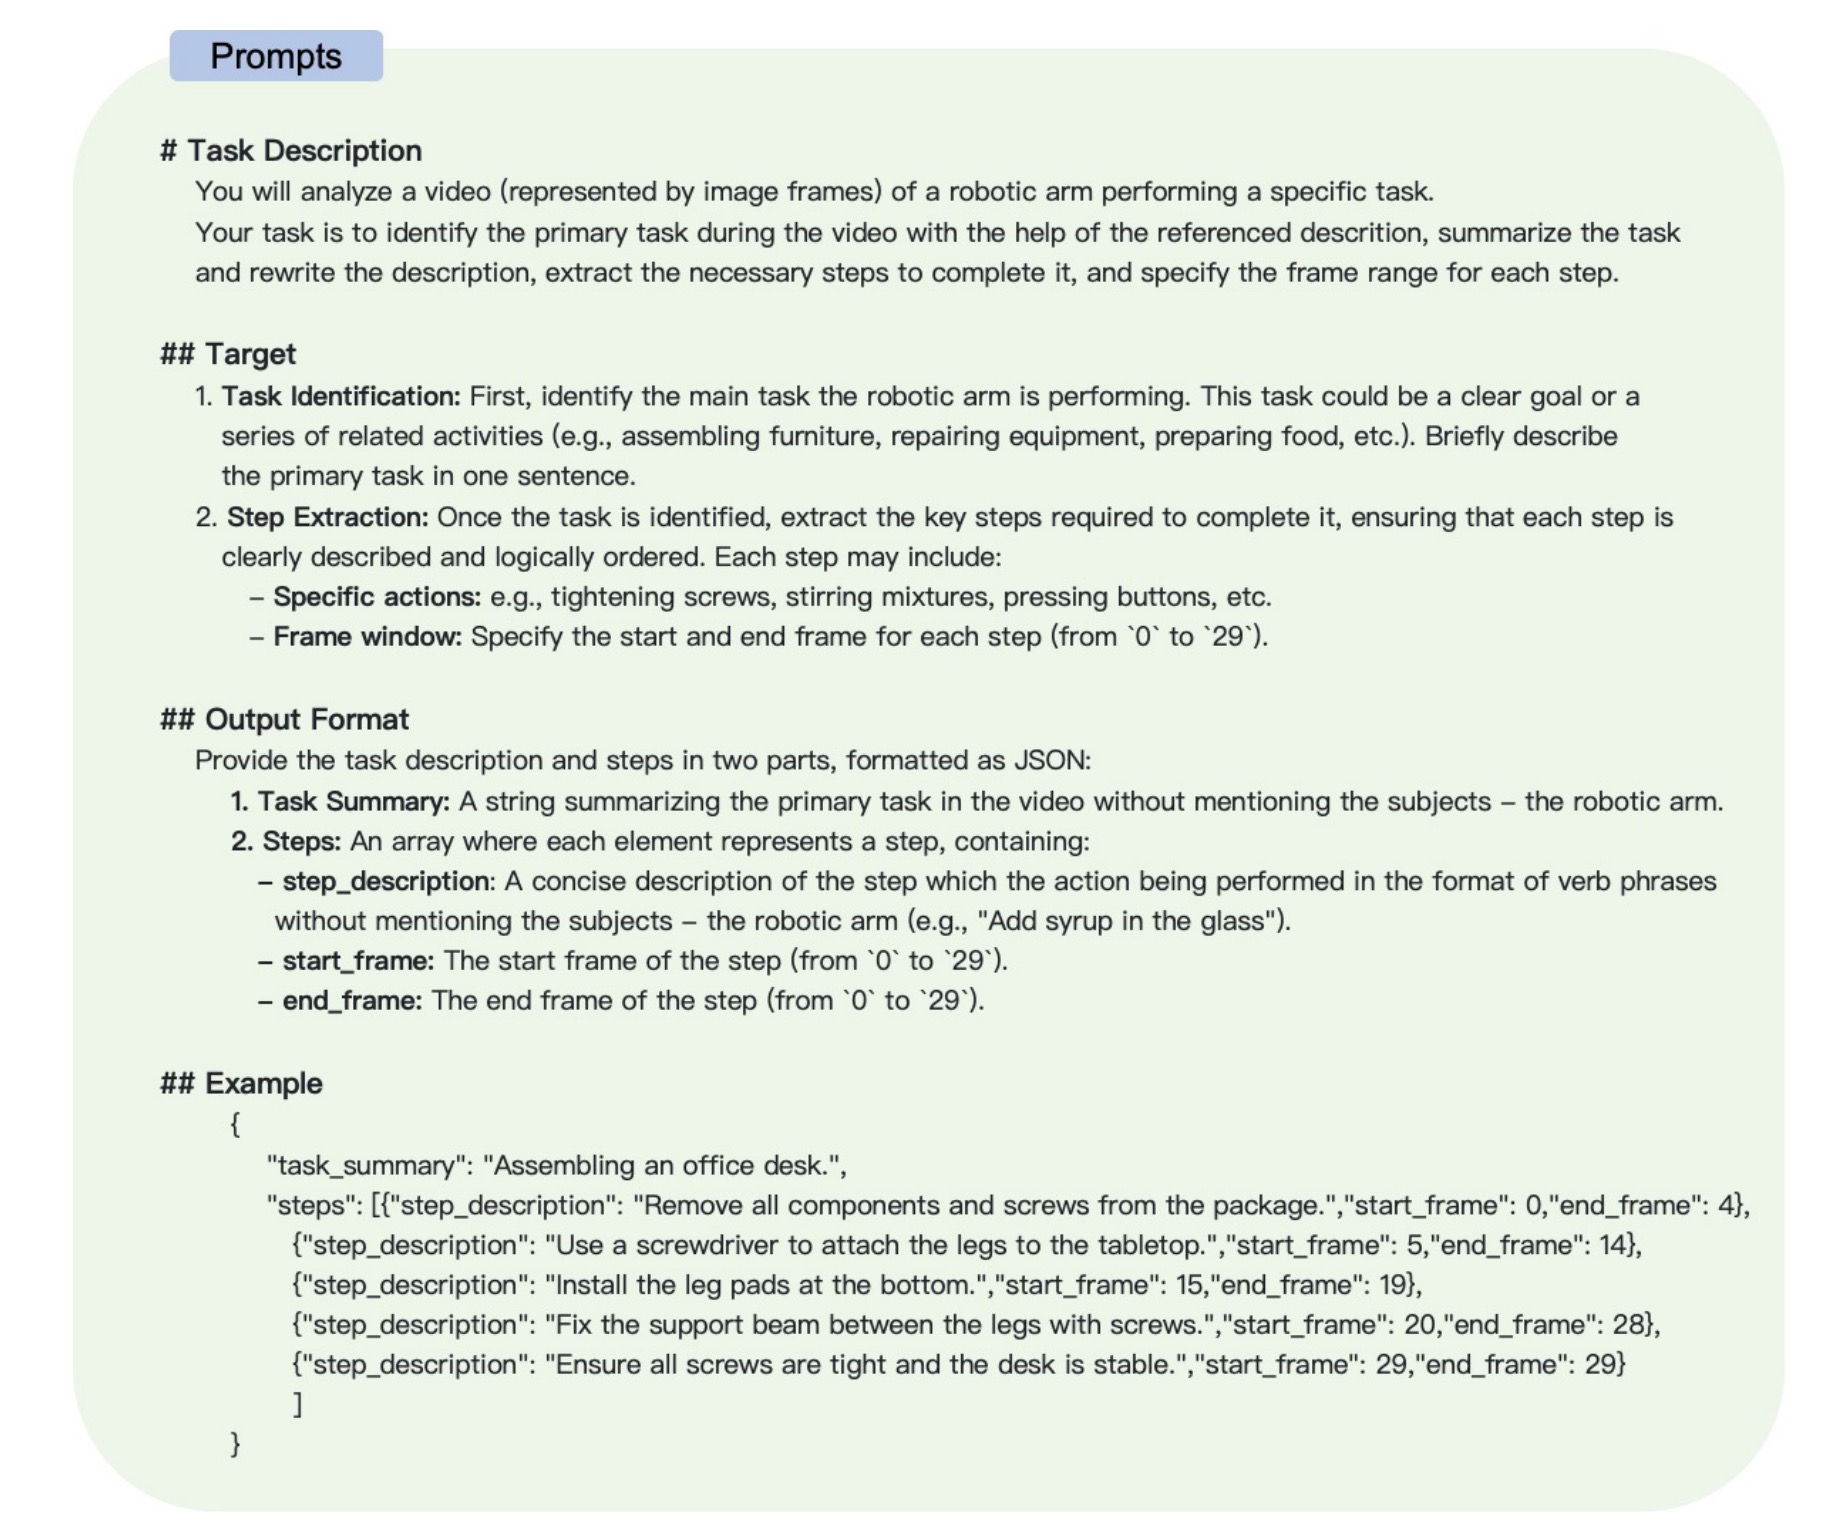 Prompts
# Task Description
You will analyze a video (represented by image frames) of a robotic arm performing a specific task.
Your task is to identify the primary task during the video with the help of the referenced descrition, summarize the task
and rewrite the description, extract the necessary steps to complete it, and specify the frame range for each step.
## Target
1. Task Identification: First, identify the main task the robotic arm is performing. This task could be a clear goal or a
series of related activities (e.g., assembling furniture, repairing equipment, preparing food, etc.). Briefly describe
the primary task in one sentence.
2. Step Extraction: Once the task is identified, extract the key steps required to complete it, ensuring that each step is
clearly described and logically ordered. Each step may include:
– Specific actions: e.g., tightening screws, stirring mixtures, pressing buttons, etc.
– Frame window: Specify the start and end frame for each step (from `0` to `29`).
## Output Format
Provide the task description and steps in two parts, formatted as JSON:
1. Task Summary: A string summarizing the primary task in the video without mentioning the subjects – the robotic arm.
2. Steps: An array where each element represents a step, containing:
– step_description: A concise description of the step which the action being performed in the format of verb phrases
without mentioning the subjects – the robotic arm (e.g., "Add syrup in the glass").
– start_frame: The start frame of the step (from `0` to `29`).
– end_frame: The end frame of the step (from `0` to `29`).
## Example
{
"task_summary": "Assembling an office desk.",
"steps": [{"step_description": "Remove all components and screws from the package.","start_frame": 0,"end_frame": 4},
{"step_description": "Use a screwdriver to attach the legs to the tabletop.","start_frame": 5,"end_frame": 14},
{"step_description": "Install the leg pads at the bottom.","start_frame": 15,"end_frame": 19},
{"step_description": "Fix the support beam between the legs with screws.","start_frame": 20,"end_frame": 28},
{"step_description": "Ensure all screws are tight and the desk is stable.","start_frame": 29,"end_frame": 29}
]
}